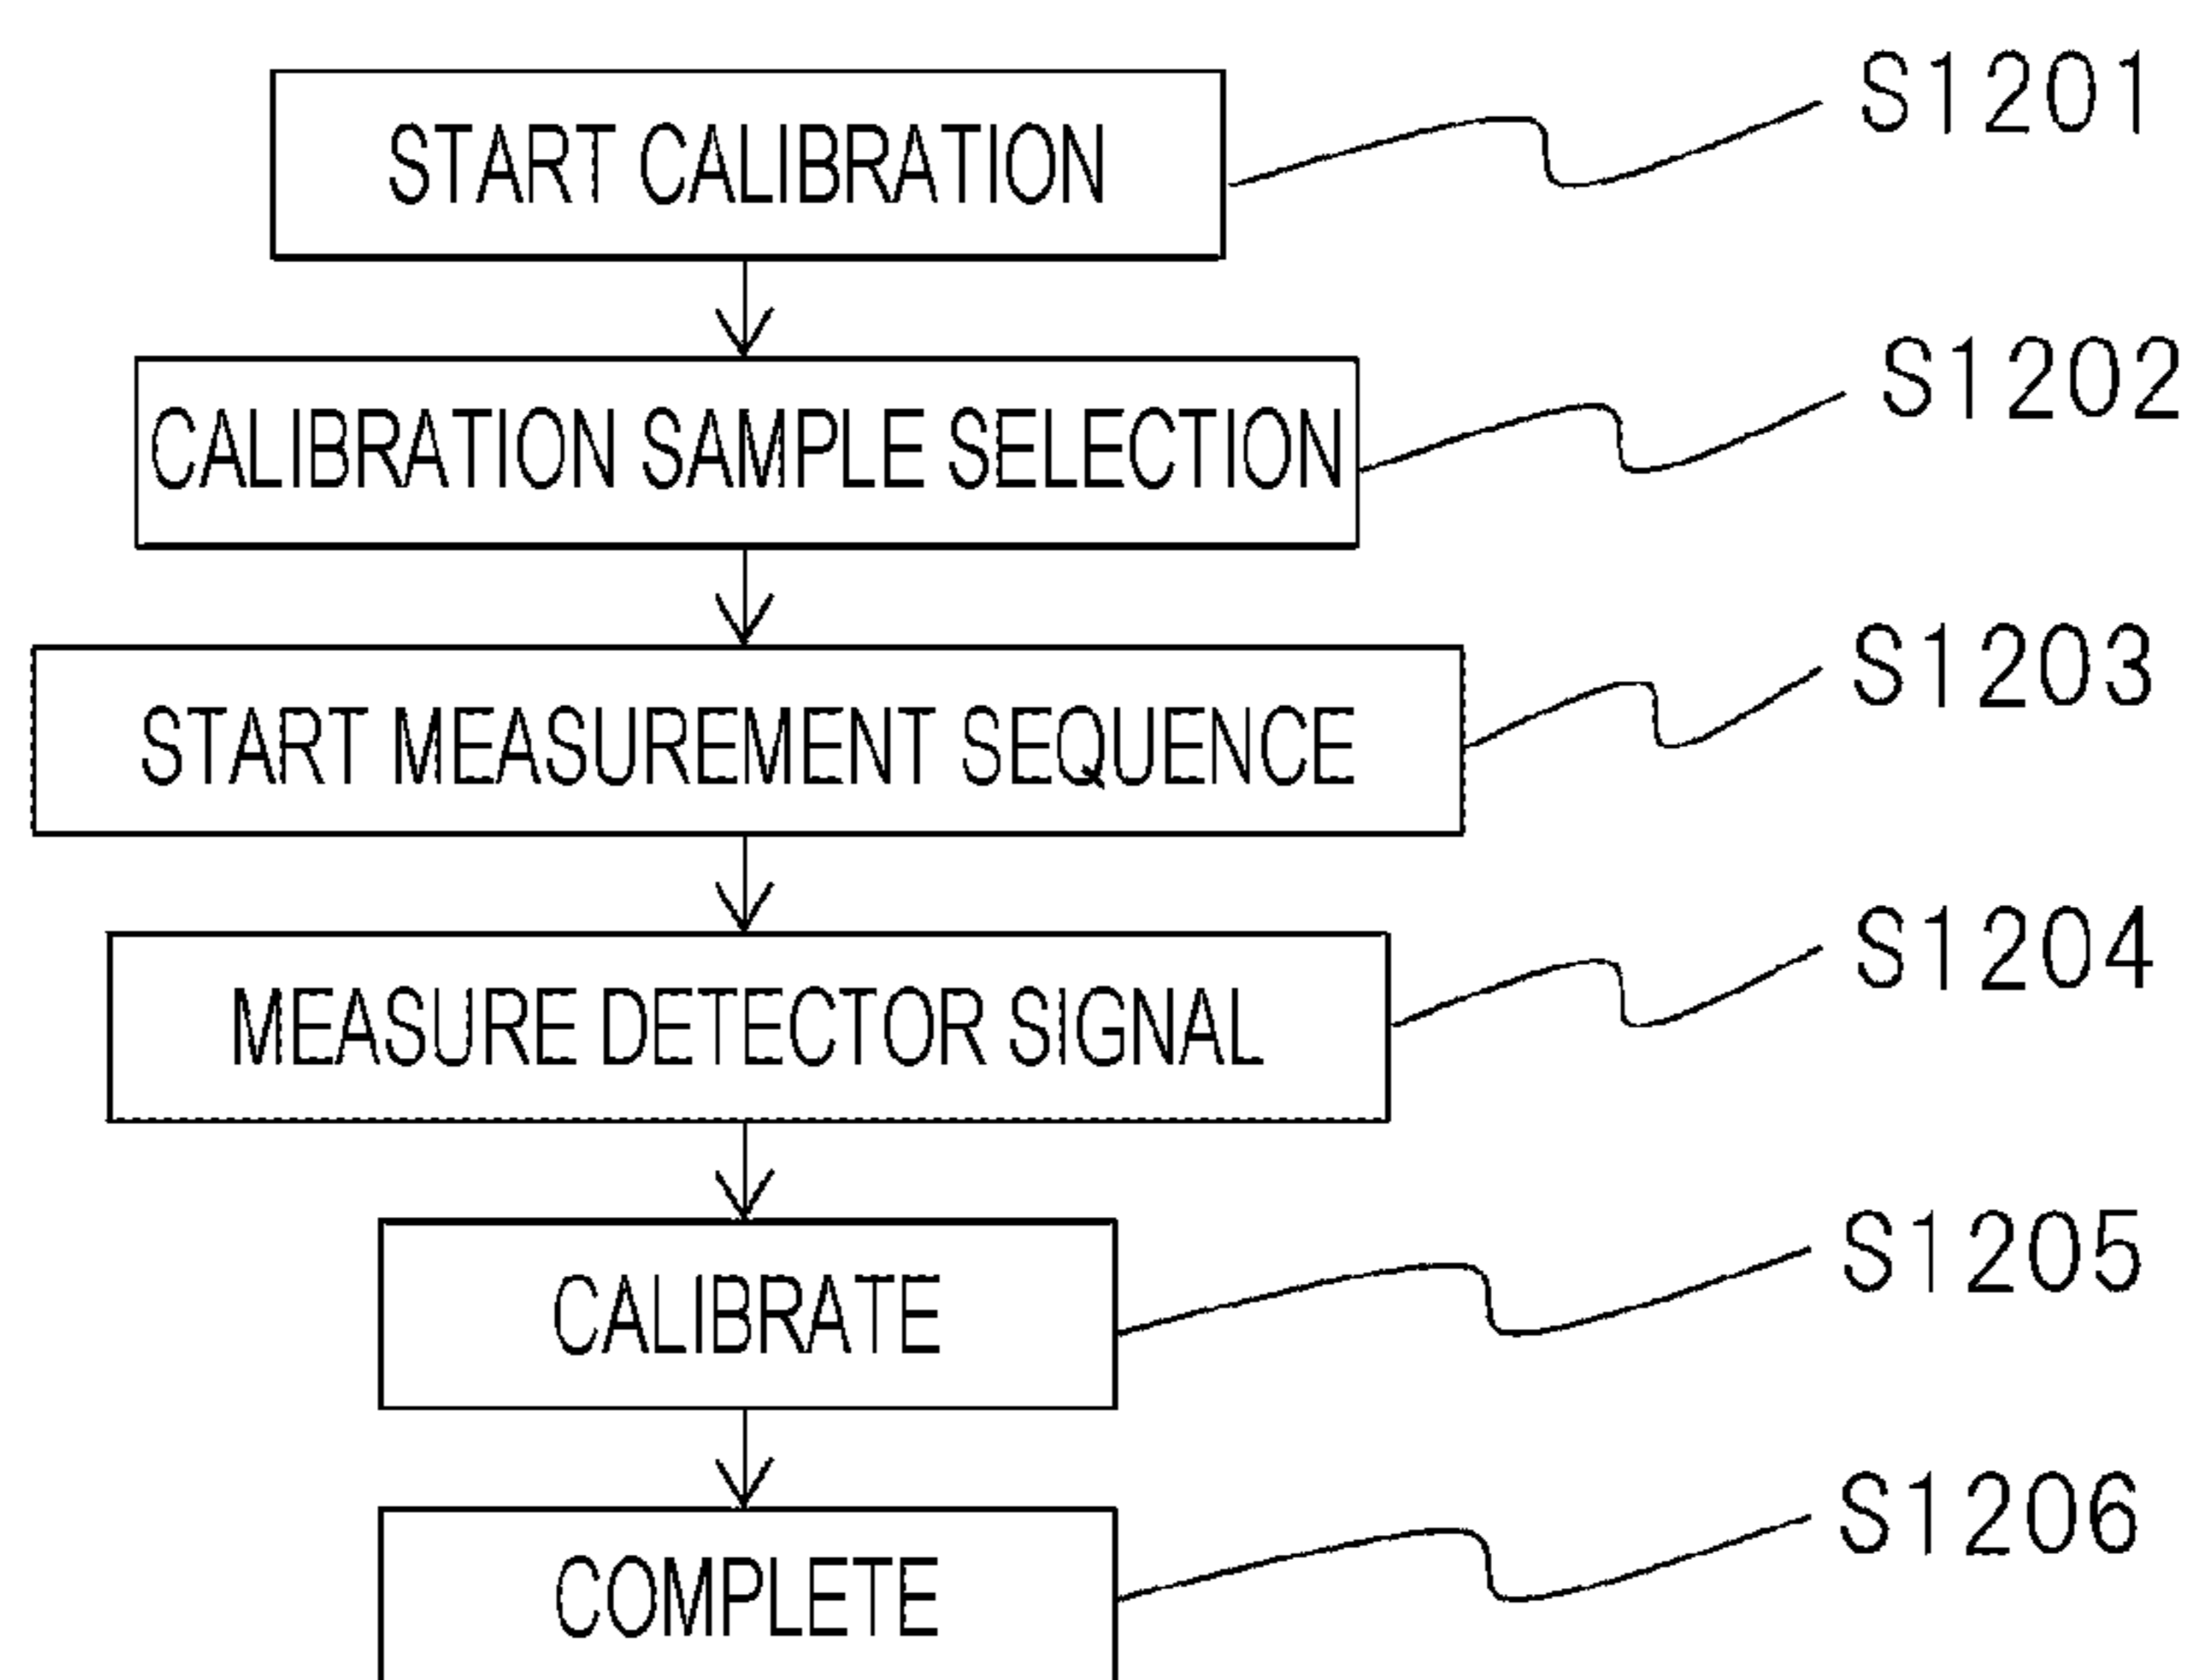 START CALIBRATION
S1201
CALIBRATION SAMPLE SELECTION
S1202
START MEASUREMENT SEQUENCE
S1203
MEASURE DETECTOR SIGNAL
S1204
CALIBRATE
S1205
COMPLETE
S1206